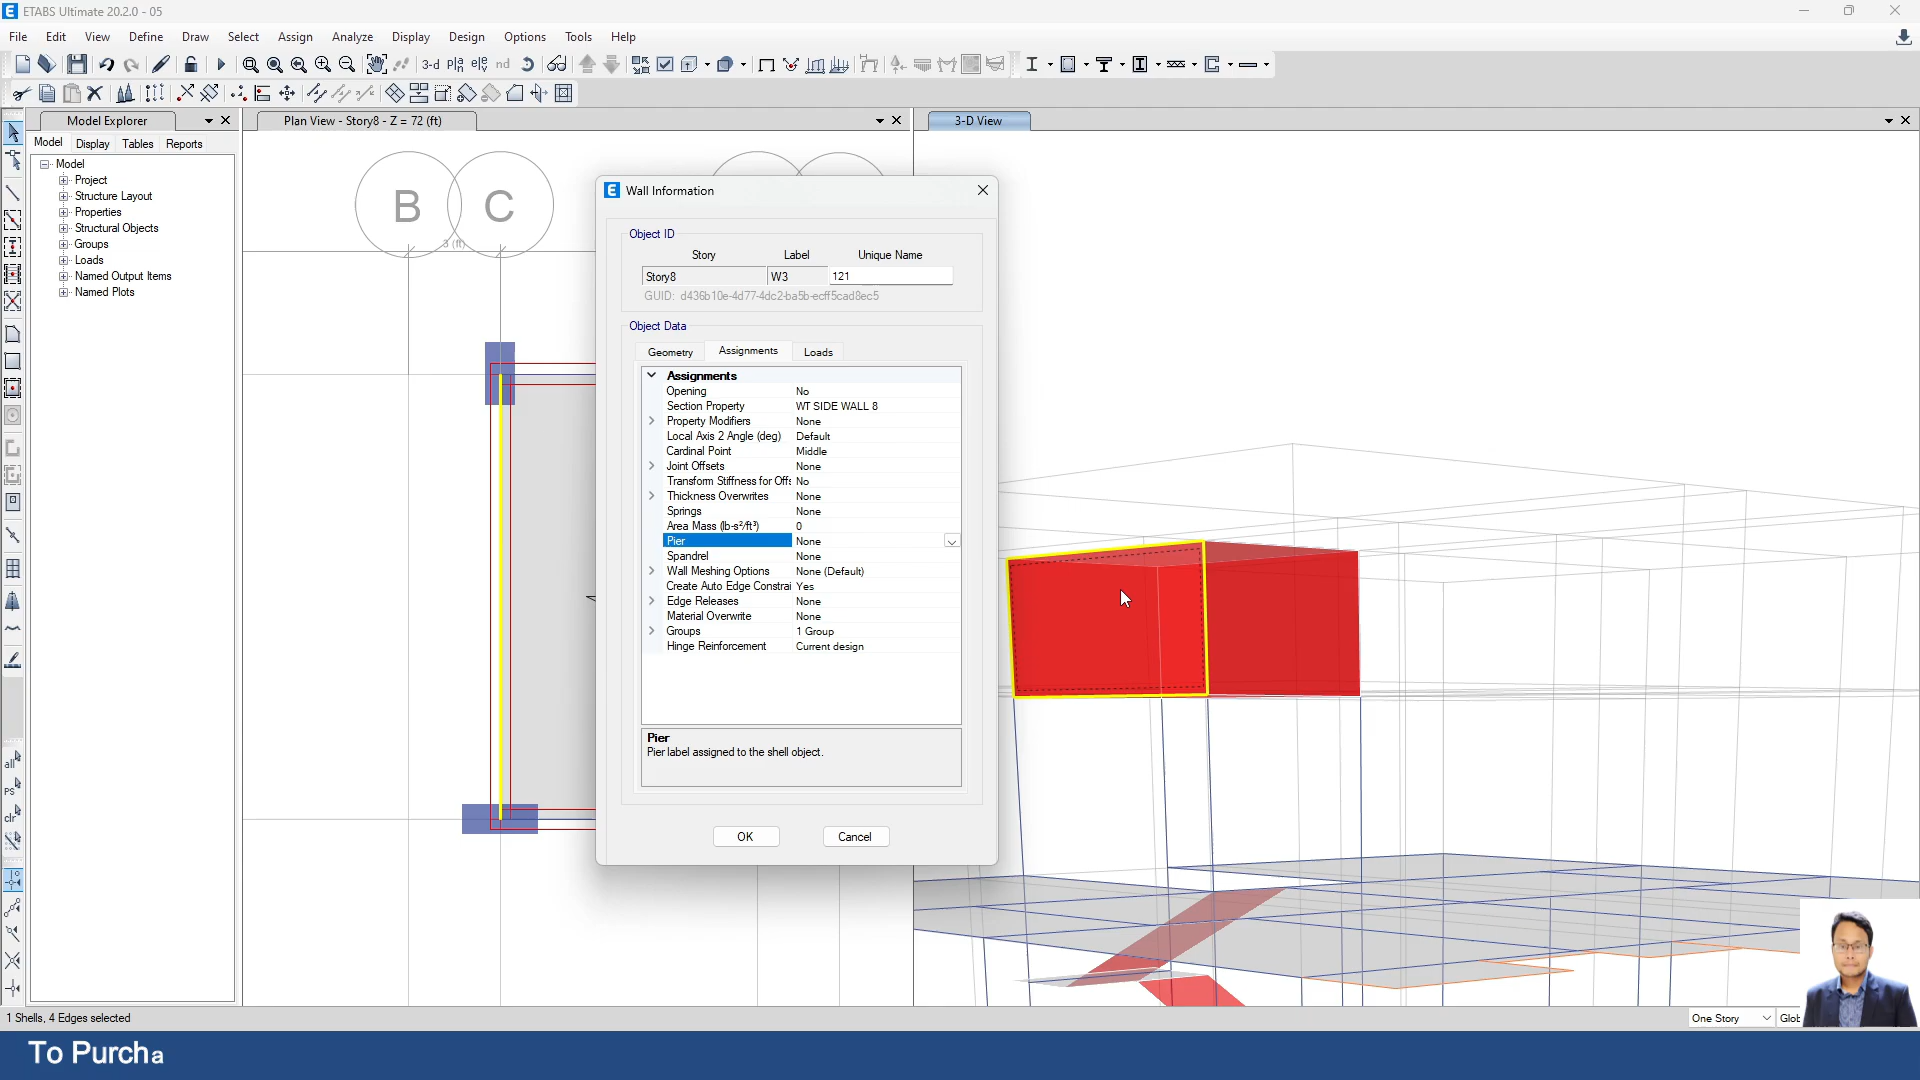 ETABS Ultimate 20.2.0 - 05
File Edit View Define Draw Select Assign Analyze Display Design Options Tools Help
3-d nd
Model Explorer
Plan View - Story8 - Z = 72 (ft)
3-D View
Model Display Tables Reports
Model
Project
Structure Layout
Properties
Structural Objects
Groups
Loads
Named Output Items
Named Plots
B C
3 (ft)
Wall Information
Object ID
Story Label Unique Name
Story8 W3 121
GUID: d436b10e-4d77-4dc2-ba5b-ecff5cad8ec5
Object Data
Geometry Assignments Loads
Assignments
Opening No
Section Property WT SIDE WALL 8
Property Modifiers None
Local Axis 2 Angle (deg) Default
Cardinal Point Middle
Joint Offsets None
Transform Stiffness for Offs No
Thickness Overwrites None
Springs None
Area Mass (lb-s²/ft³) 0
Pier None
Spandrel None
Wall Meshing Options None (Default)
Create Auto Edge Constrai Yes
Edge Releases None
Material Overwrite None
Groups 1 Group
Hinge Reinforcement Current design
Pier
Pier label assigned to the shell object.
OK Cancel
all
PS
clr
1 Shells, 4 Edges selected
One Story
Glob
To Purcha